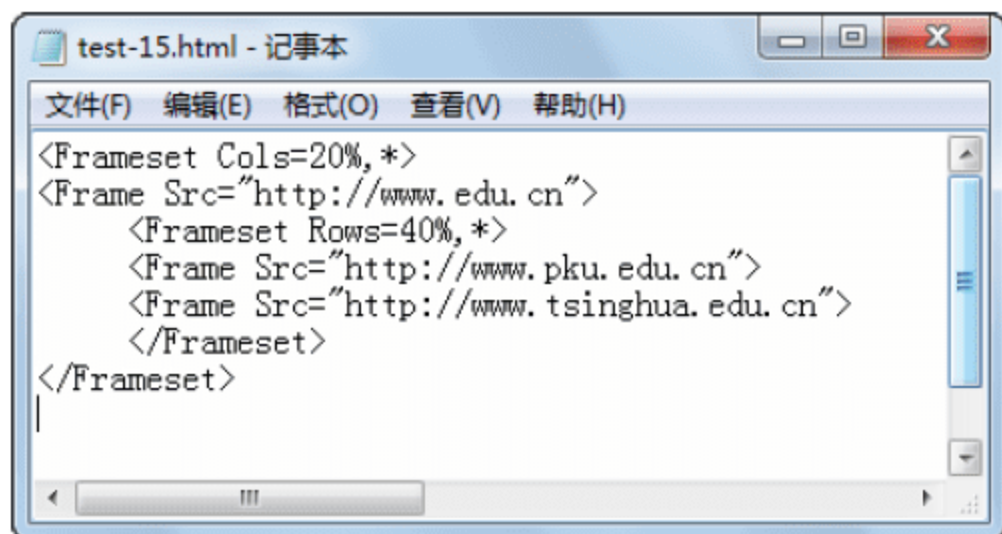 test-15.html - 记事本
文件(F) 编辑(E) 格式(O) 查看(V) 帮助(H)
<Frameset Cols=20%,*>
<Frame Src="http://www.edu.cn">
<Frameset Rows=40%,*>
<Frame Src="http://www.pku.edu.cn">
<Frame Src="http://www.tsinghua.edu.cn">
</Frameset>
</Frameset>